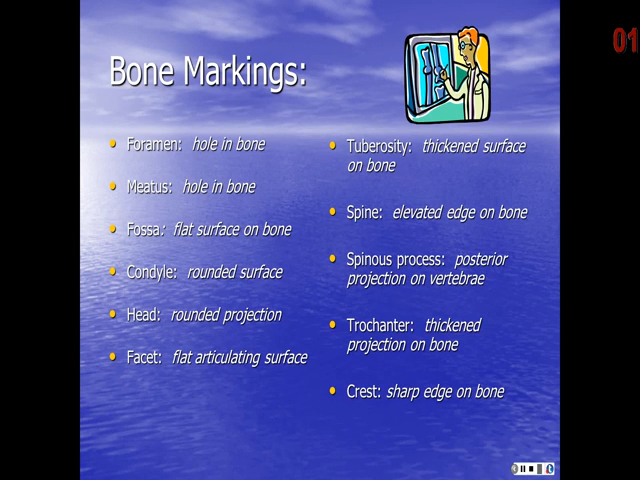 Bone Markings:
01
Foramen: hole in bone
Meatus: hole in bone
Fossa: flat surface on bone
Condyle: rounded surface
Head: rounded projection
Facet: flat articulating surface
Tuberosity: thickened surface
on bone
Spine: elevated edge on bone
Spinous process: posterior
projection on vertebrae
Trochanter: thickened
projection on bone
Crest: sharp edge on bone